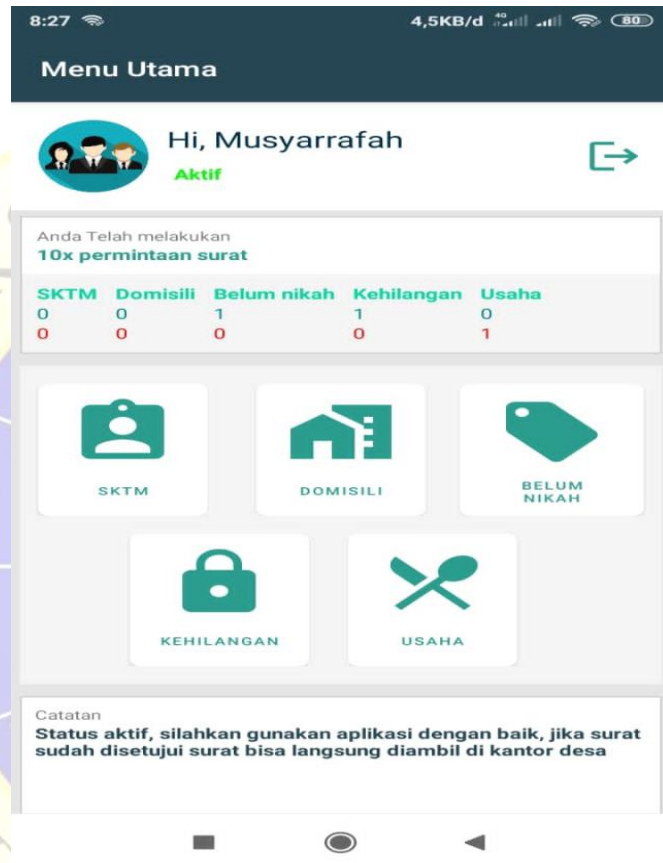 8:27 4,5KB/d 4G 80
Menu Utama
Hi, Musyarrafah
Aktif
Anda Telah melakukan
10x permintaan surat
SKTM Domisili Belum nikah Kehilangan Usaha
0 0 1 1 0
0 0 0 0 1
SKTM
DOMISILI
BELUM
NIKAH
KEHILANGAN
USAHA
Catatan
Status aktif, silahkan gunakan aplikasi dengan baik, jika surat
sudah disetujui surat bisa langsung diambil di kantor desa